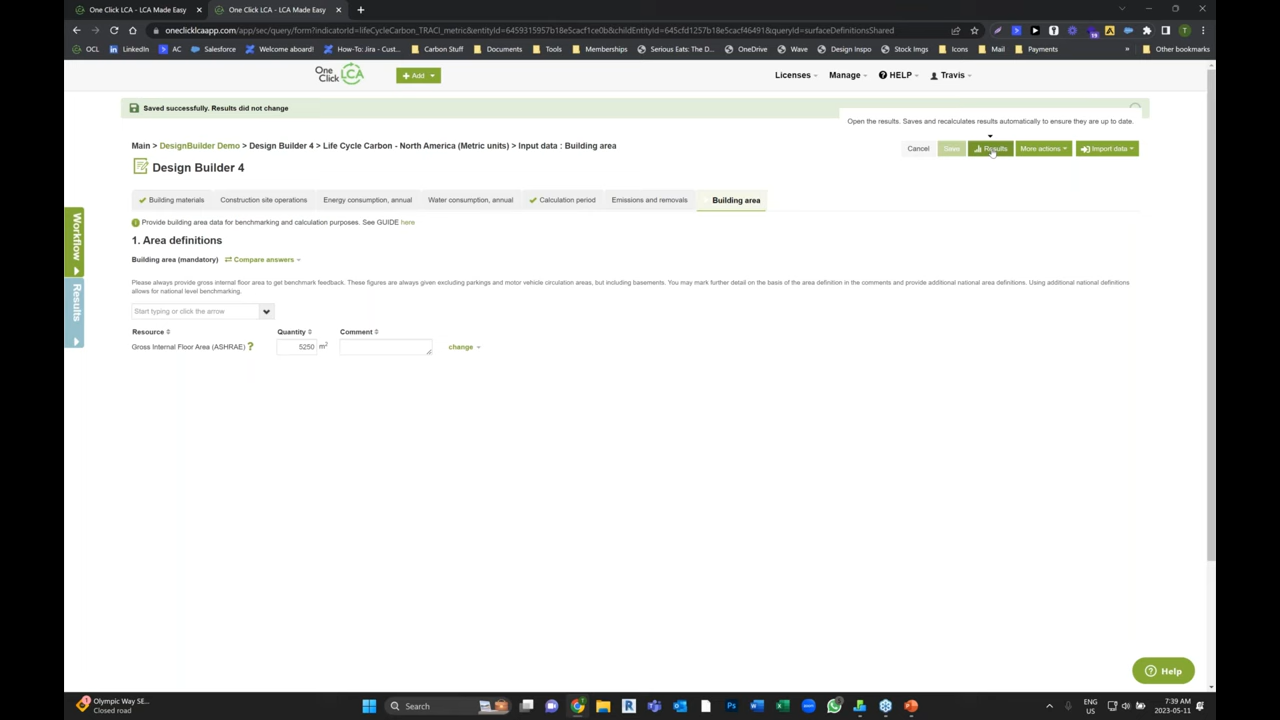 One Click LCA - LCA Made Easy
One Click LCA - LCA Made Easy
oneclicklcaapp.com/app/sec/query/form?indicatorId=lifeCycleCarbon_TRACI_metric&entityId=6459315957b18e5cacf1ce0b&childEntityId=645cfd1257b18e5cacf46491&queryId=surfaceDefinitionsShared
OCL LinkedIn AC Salesforce Welcome aboard! How-To: Jira - Cust... Carbon Stuff Documents Tools Memberships Serious Eats: The D... OneDrive Wave Design Inspo Stock Imgs Icons Mail Payments » Other bookmarks
One Click LCA
Add
Licenses Manage HELP Travis
Saved successfully. Results did not change
Open the results. Saves and recalculates results automatically to ensure they are up to date.
Main > DesignBuilder Demo > Design Builder 4 > Life Cycle Carbon - North America (Metric units) > Input data : Building area
Cancel Save Results More actions Import data
Design Builder 4
Building materials Construction site operations Energy consumption, annual Water consumption, annual Calculation period Emissions and removals Building area
Provide building area data for benchmarking and calculation purposes. See GUIDE here
1. Area definitions
Building area (mandatory) Compare answers
Please always provide gross internal floor area to get benchmark feedback. These figures are always given excluding parkings and motor vehicle circulation areas, but including basements. You may mark further detail on the basis of the area definition in the comments and provide additional national area definitions. Using additional national definitions
allows for national level benchmarking.
Start typing or click the arrow
Resource Quantity Comment
Gross Internal Floor Area (ASHRAE) ? 5250 m2 change
Workflow
Results
Help
Olympic Way SE...
Closed road
Search
ENG
US
7:39 AM
2023-05-11